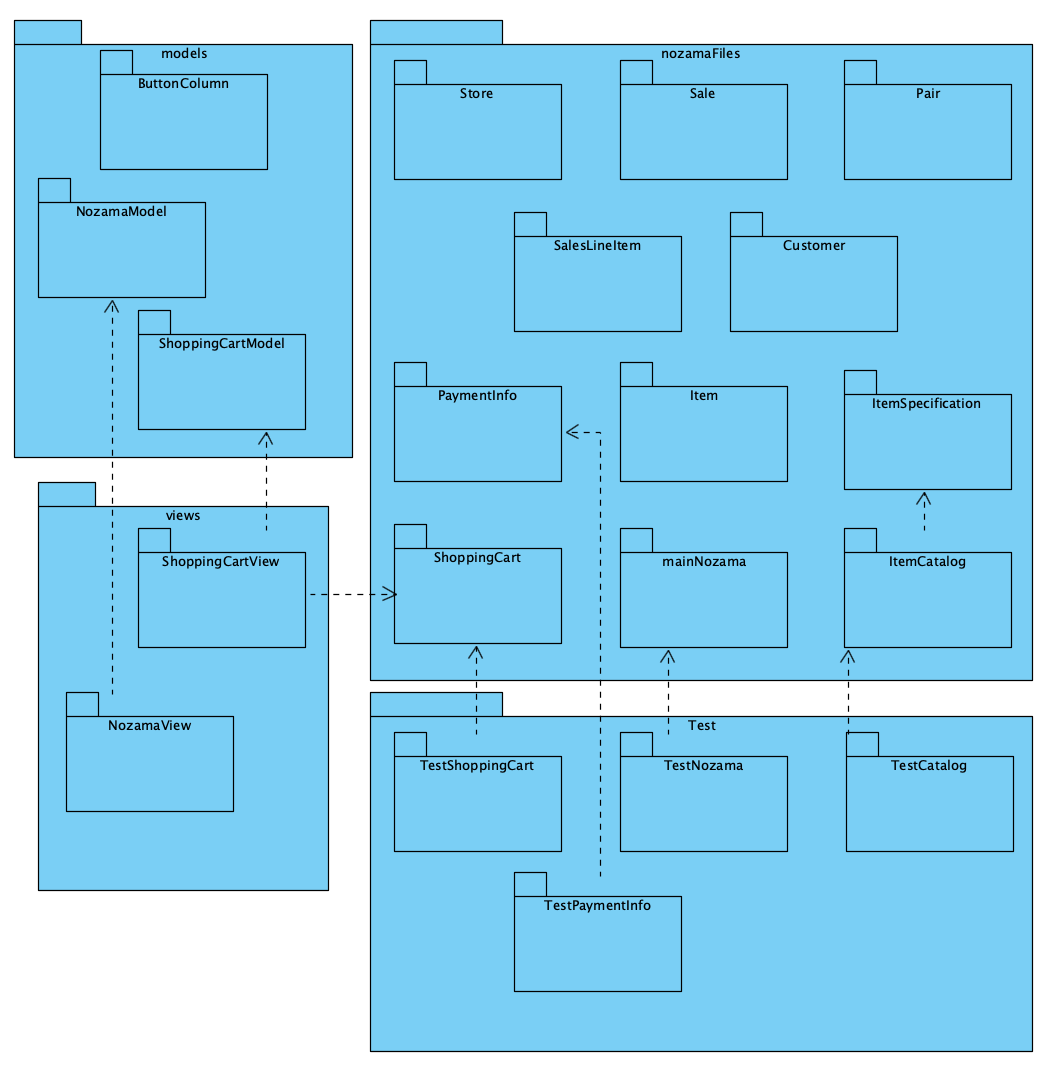 models
ButtonColumn
NozamaModel
ShoppingCartModel
nozamaFiles
Store
Sale
Pair
SalesLineItem
Customer
PaymentInfo
Item
ItemSpecification
ShoppingCart
mainNozama
ItemCatalog
views
ShoppingCartView
NozamaView
Test
TestShoppingCart
TestNozama
TestCatalog
TestPaymentInfo